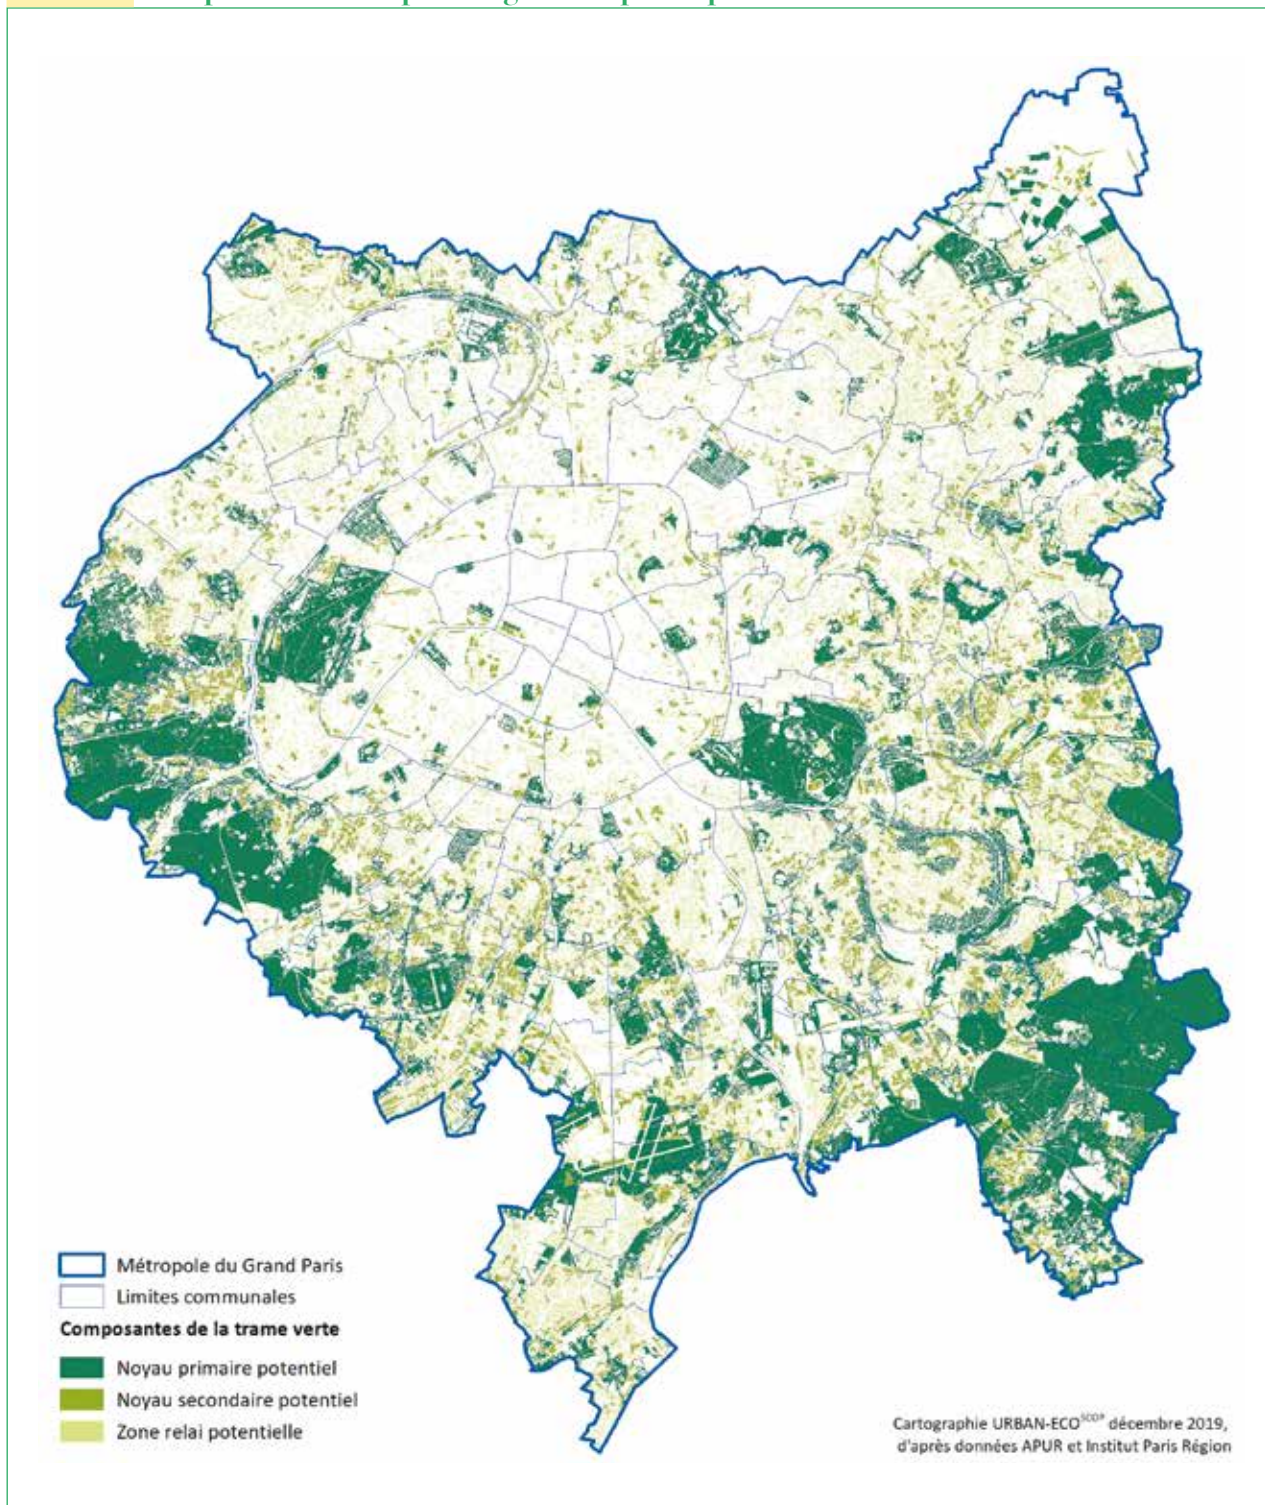 Métropole du Grand Paris
Limites communales
Composantes de la trame verte
Noyau primaire potentiel
Noyau secondaire potentiel
Zone relai potentielle
Cartographie URBAN-ECO^SCOP décembre 2019,
d'après données APUR et Institut Paris Région